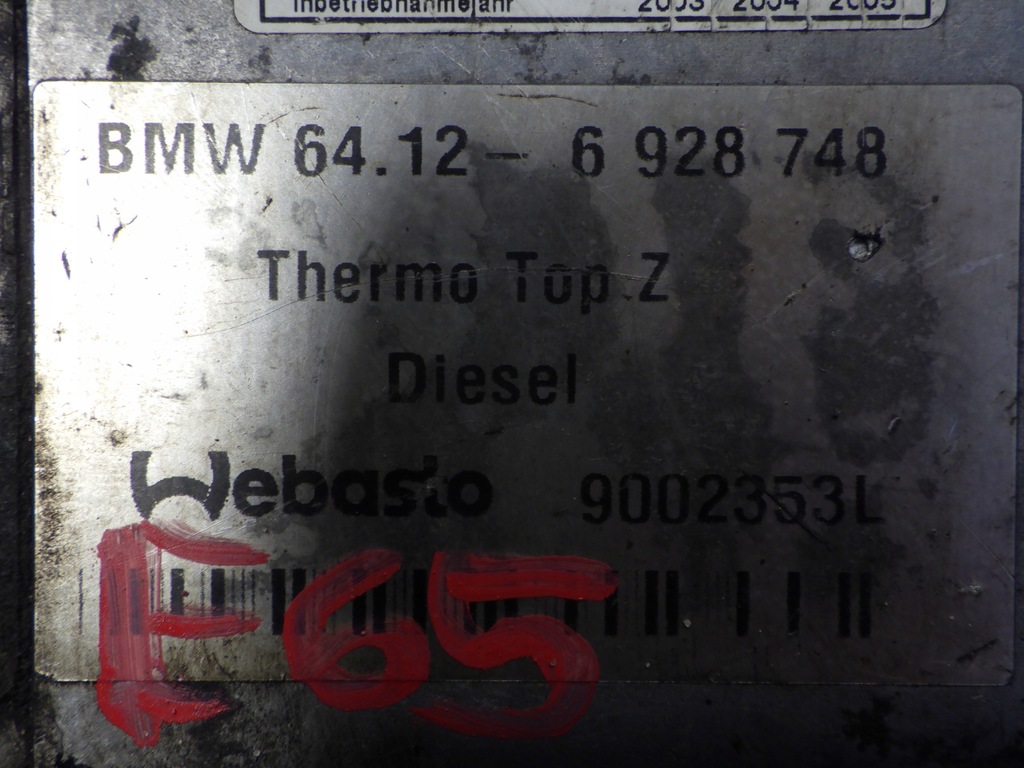 Inbetriebnahmejahr 2003 2004 2005
BMW 64.12 - 6 928 748
Thermo Top Z
Diesel
Webasto 9002353L
E65